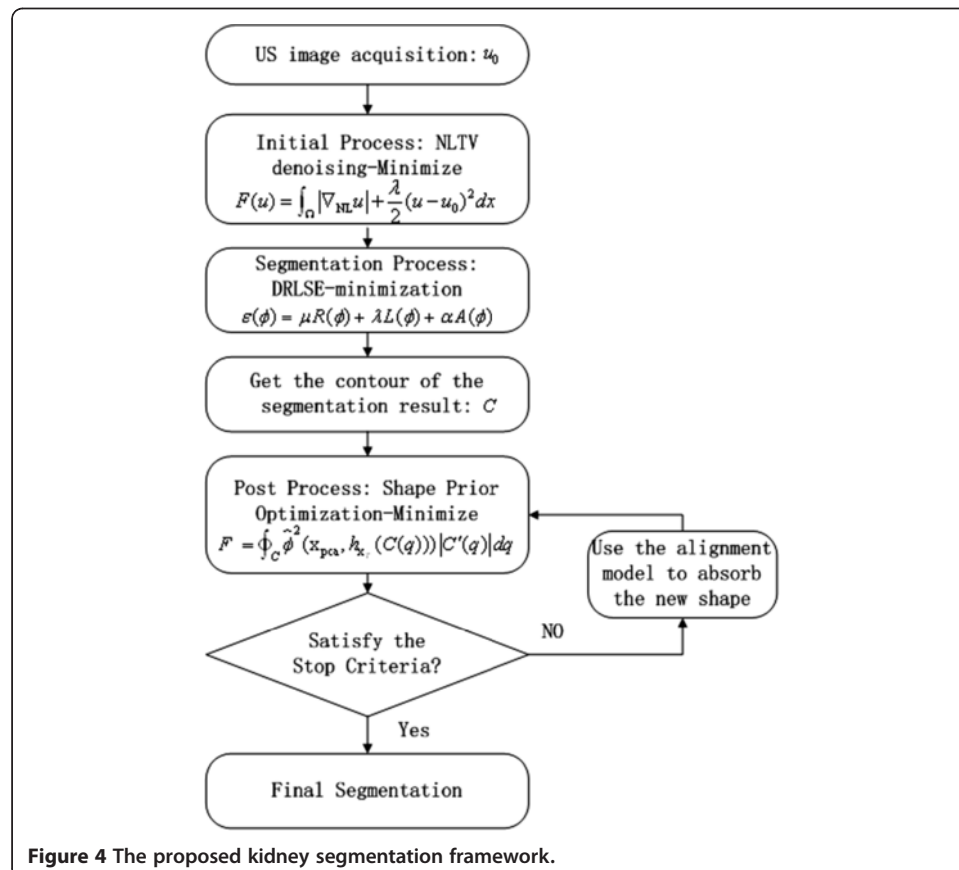 US image acquisition: u₀
Initial Process: NLTV
denoising-Minimize
F(u) = ∫_Ω |∇_NL u| + λ/2 (u − u₀)² dx
Segmentation Process:
DRLSE-minimization
ε(ϕ) = μR(ϕ) + λL(ϕ) + αA(ϕ)
Get the contour of the
segmentation result: C
Post Process: Shape Prior
Optimization-Minimize
F = ∮_C ϕ̂² (x_pca, h_x (C(q))) |C′(q)| dq
Use the alignment
model to absorb
the new shape
Satisfy the
Stop Criteria?
NO
Yes
Final Segmentation
Figure 4 The proposed kidney segmentation framework.